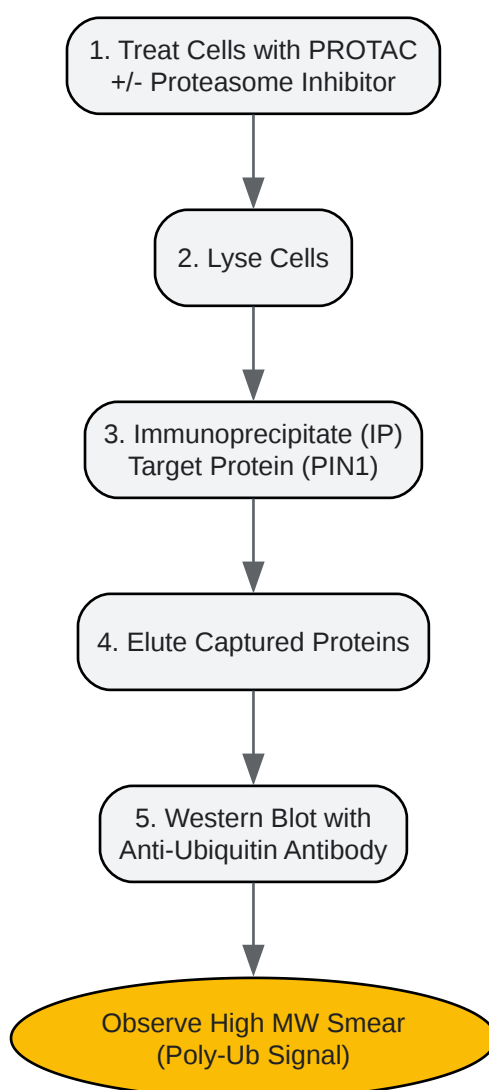 1. Treat Cells with PROTAC
+/- Proteasome Inhibitor
2. Lyse Cells
3. Immunoprecipitate (IP)
Target Protein (PIN1)
4. Elute Captured Proteins
5. Western Blot with
Anti-Ubiquitin Antibody
Observe High MW Smear
(Poly-Ub Signal)